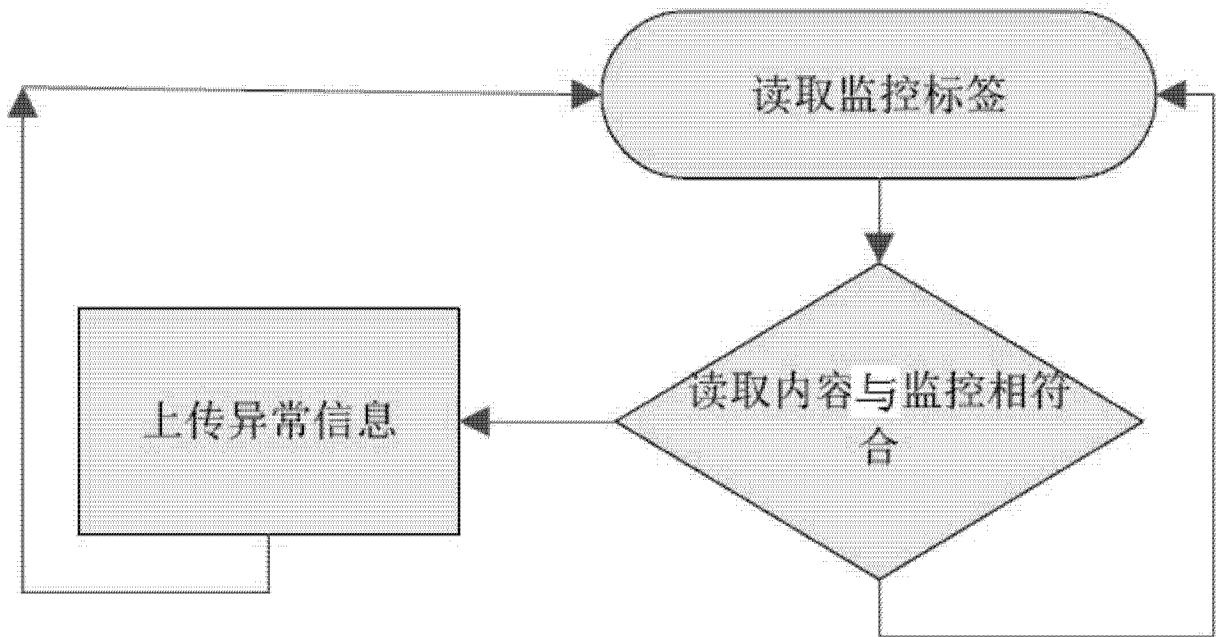 读取监控标签
读取内容与监控相符
合
上传异常信息